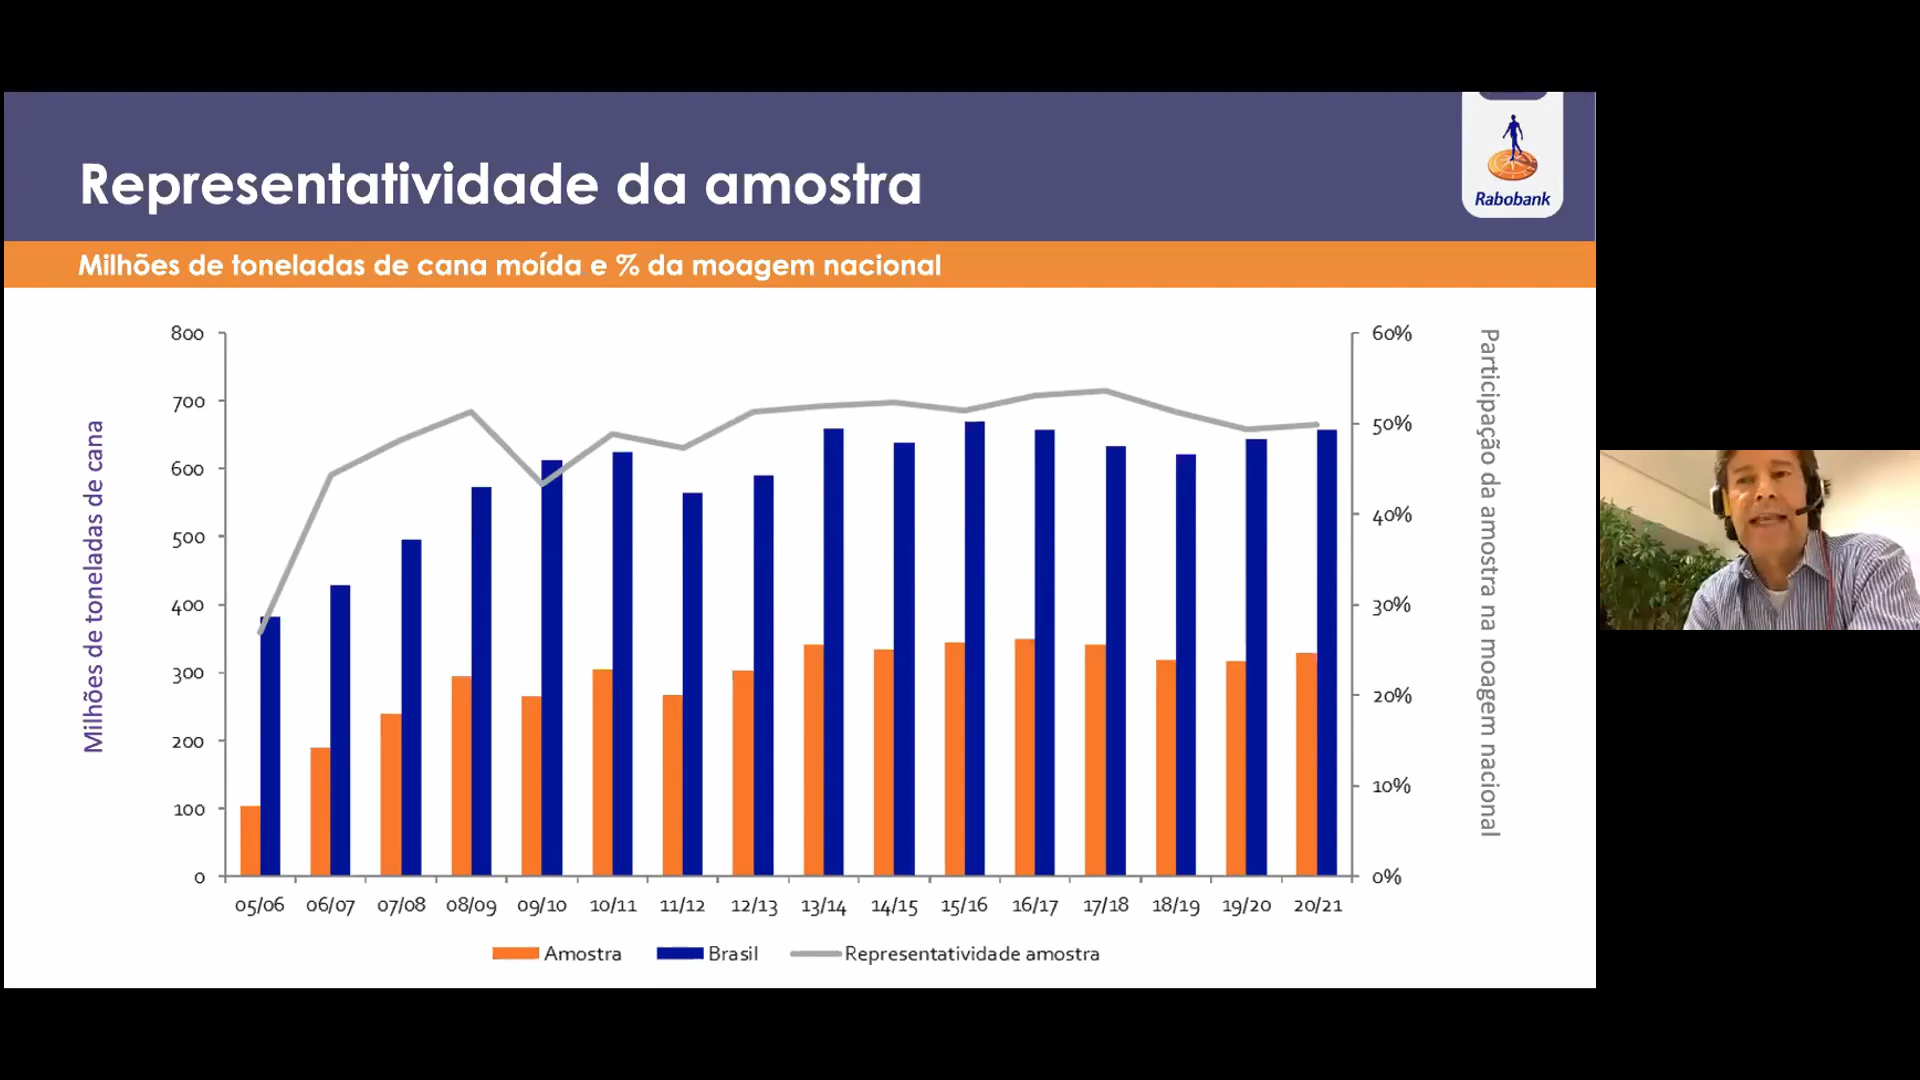 Representatividade da amostra
Rabobank
Milhões de toneladas de cana moída e % da moagem nacional
Milhões de toneladas de cana
800
700
600
500
400
300
200
100
0
60%
50%
40%
30%
20%
10%
0%
Participação da amostra na moagem nacional
05/06 06/07 07/08 08/09 09/10 10/11 11/12 12/13 13/14 14/15 15/16 16/17 17/18 18/19 19/20 20/21
Amostra Brasil Representatividade amostra